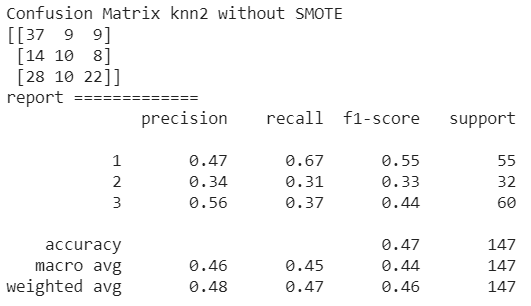 Confusion Matrix knn2 without SMOTE
[[37  9  9]
 [14 10  8]
 [28 10 22]]
report =============
              precision    recall  f1-score   support

           1       0.47      0.67      0.55        55
           2       0.34      0.31      0.33        32
           3       0.56      0.37      0.44        60

    accuracy                           0.47       147
   macro avg       0.46      0.45      0.44       147
weighted avg       0.48      0.47      0.46       147